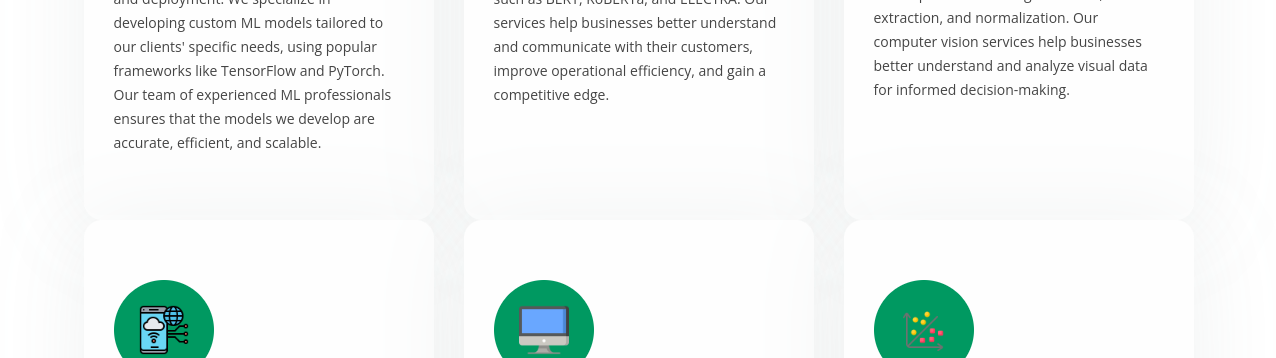 and deployment. We specialize in
developing custom ML models tailored to
our clients' specific needs, using popular
frameworks like TensorFlow and PyTorch.
Our team of experienced ML professionals
ensures that the models we develop are
accurate, efficient, and scalable.
such as BERT, RoBERTa, and ELECTRA. Our
services help businesses better understand
and communicate with their customers,
improve operational efficiency, and gain a
competitive edge.
extraction, and normalization. Our
computer vision services help businesses
better understand and analyze visual data
for informed decision-making.